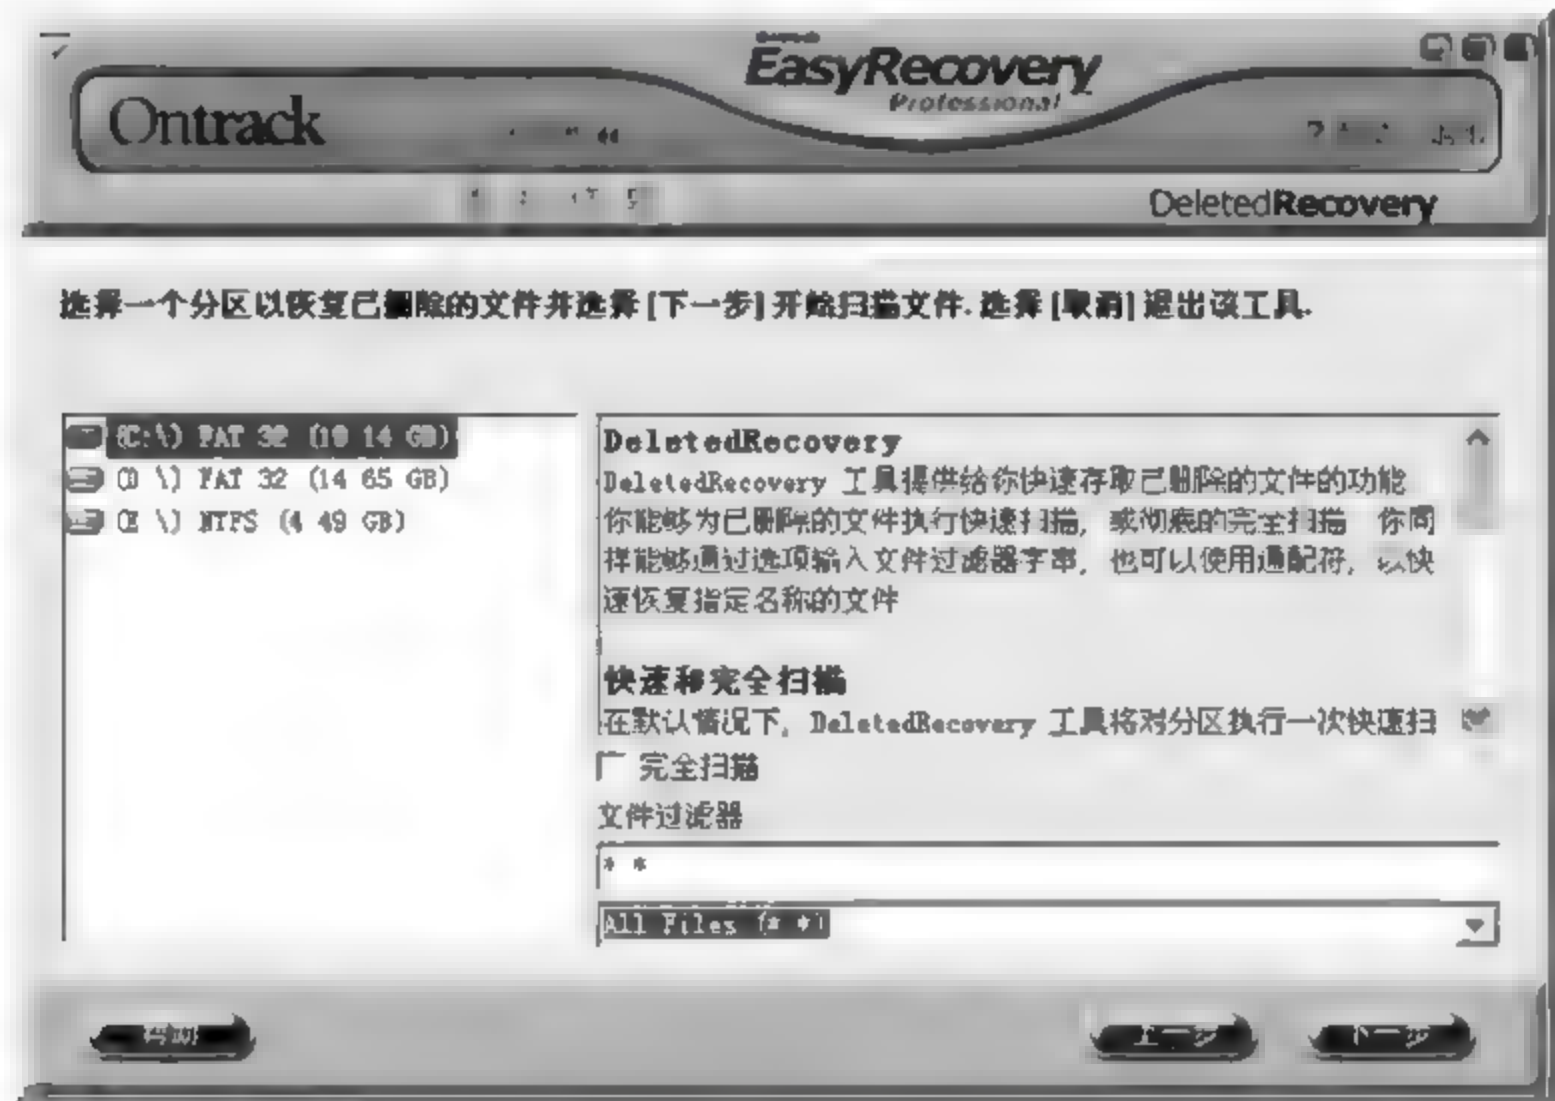 EasyRecovery
Professional
Ontrack
DeletedRecovery
选择一个分区以恢复已删除的文件并选择 [下一步] 开始扫描文件. 选择 [取消] 退出该工具.
(C:\) FAT 32 (10 14 GB)
(D \) FAT 32 (14 65 GB)
(E \) NTFS (4 49 GB)
DeletedRecovery
DeletedRecovery 工具提供给你快速存取已删除的文件的功能
你能够为已删除的文件执行快速扫描, 或彻底的完全扫描 你同
样能够通过选项输入文件过滤器字串, 也可以使用通配符, 以快
速恢复指定名称的文件
快速和完全扫描
在默认情况下, DeletedRecovery 工具将对分区执行一次快速扫
完全扫描
文件过滤器
* *
All Files (* *)
帮助
上一步
下一步